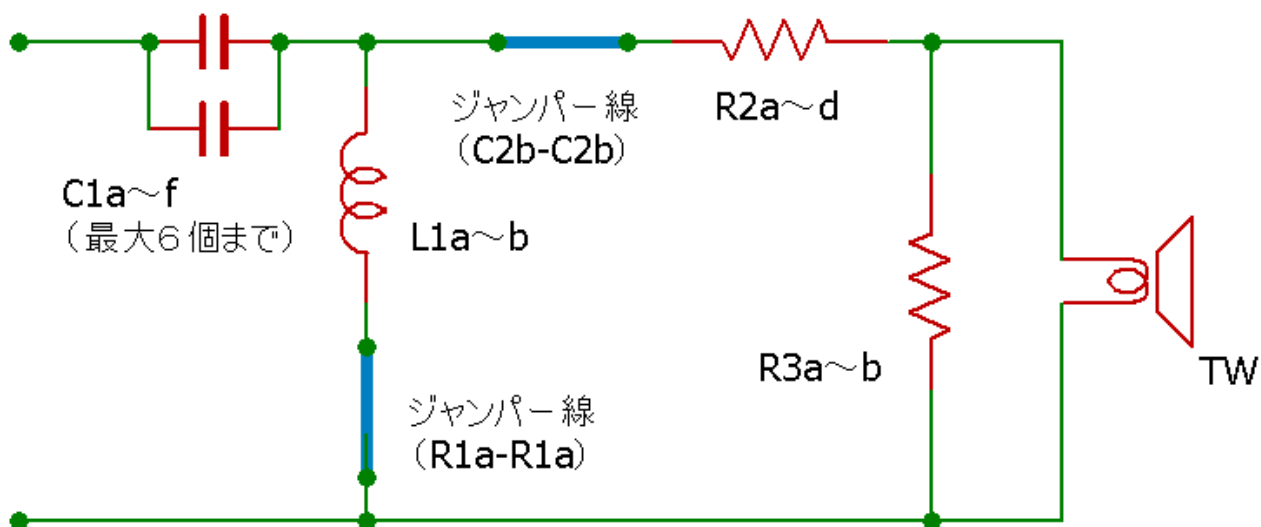 ジャンパー線
(C2b-C2b)
R2a～d
C1a～f
(最大6個まで)
L1a～b
R3a～b
TW
ジャンパー線
(R1a-R1a)